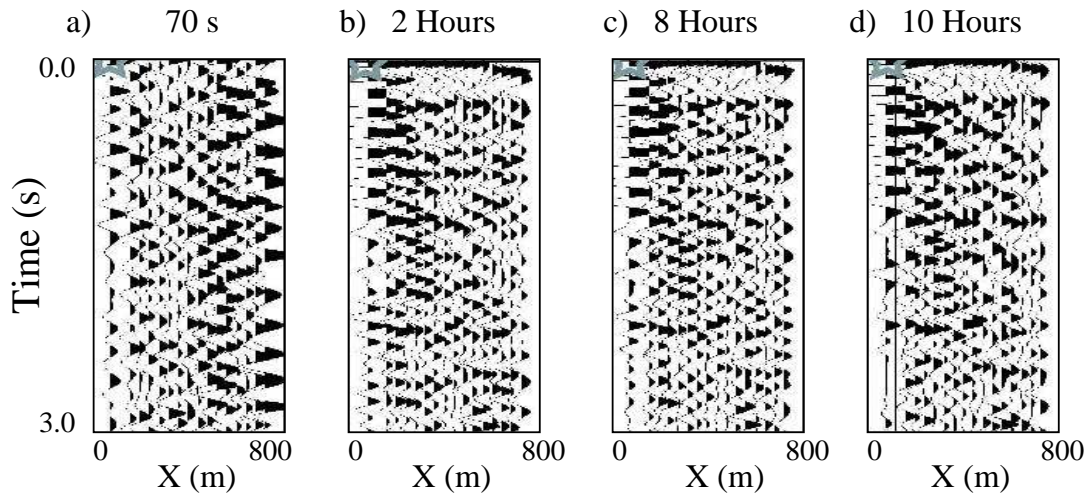 a) 70 s b) 2 Hours c) 8 Hours d) 10 Hours
0.0
Time (s)
3.0
0 800 0 800 0 800 0 800
X (m) X (m) X (m) X (m)